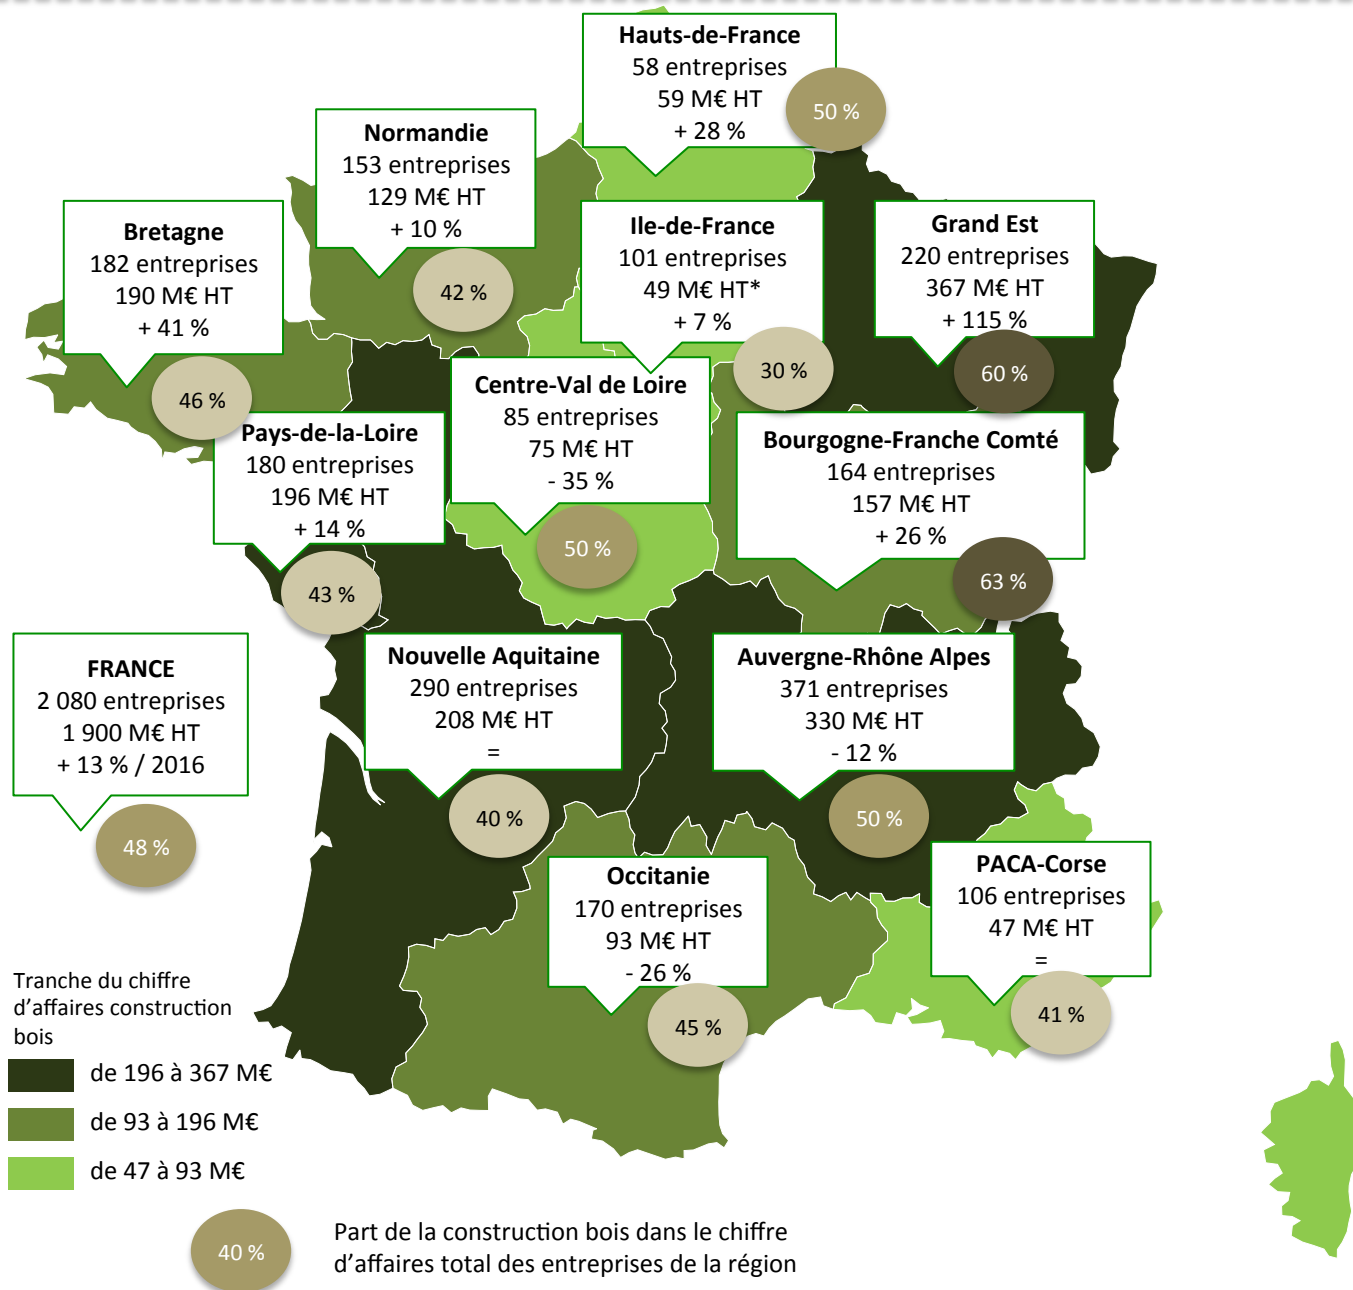 Hauts-de-France
58 entreprises
59 M€ HT
+ 28 %
50 %
Normandie
153 entreprises
129 M€ HT
+ 10 %
42 %
Bretagne
182 entreprises
190 M€ HT
+ 41 %
46 %
Ile-de-France
101 entreprises
49 M€ HT*
+ 7 %
30 %
Grand Est
220 entreprises
367 M€ HT
+ 115 %
60 %
Pays-de-la-Loire
180 entreprises
196 M€ HT
+ 14 %
43 %
Centre-Val de Loire
85 entreprises
75 M€ HT
- 35 %
50 %
Bourgogne-Franche Comté
164 entreprises
157 M€ HT
+ 26 %
63 %
FRANCE
2 080 entreprises
1 900 M€ HT
+ 13 % / 2016
48 %
Nouvelle Aquitaine
290 entreprises
208 M€ HT
=
40 %
Auvergne-Rhône Alpes
371 entreprises
330 M€ HT
- 12 %
50 %
Occitanie
170 entreprises
93 M€ HT
- 26 %
45 %
PACA-Corse
106 entreprises
47 M€ HT
=
41 %
Tranche du chiffre
d'affaires construction
bois
de 196 à 367 M€
de 93 à 196 M€
de 47 à 93 M€
40 %
Part de la construction bois dans le chiffre
d'affaires total des entreprises de la région